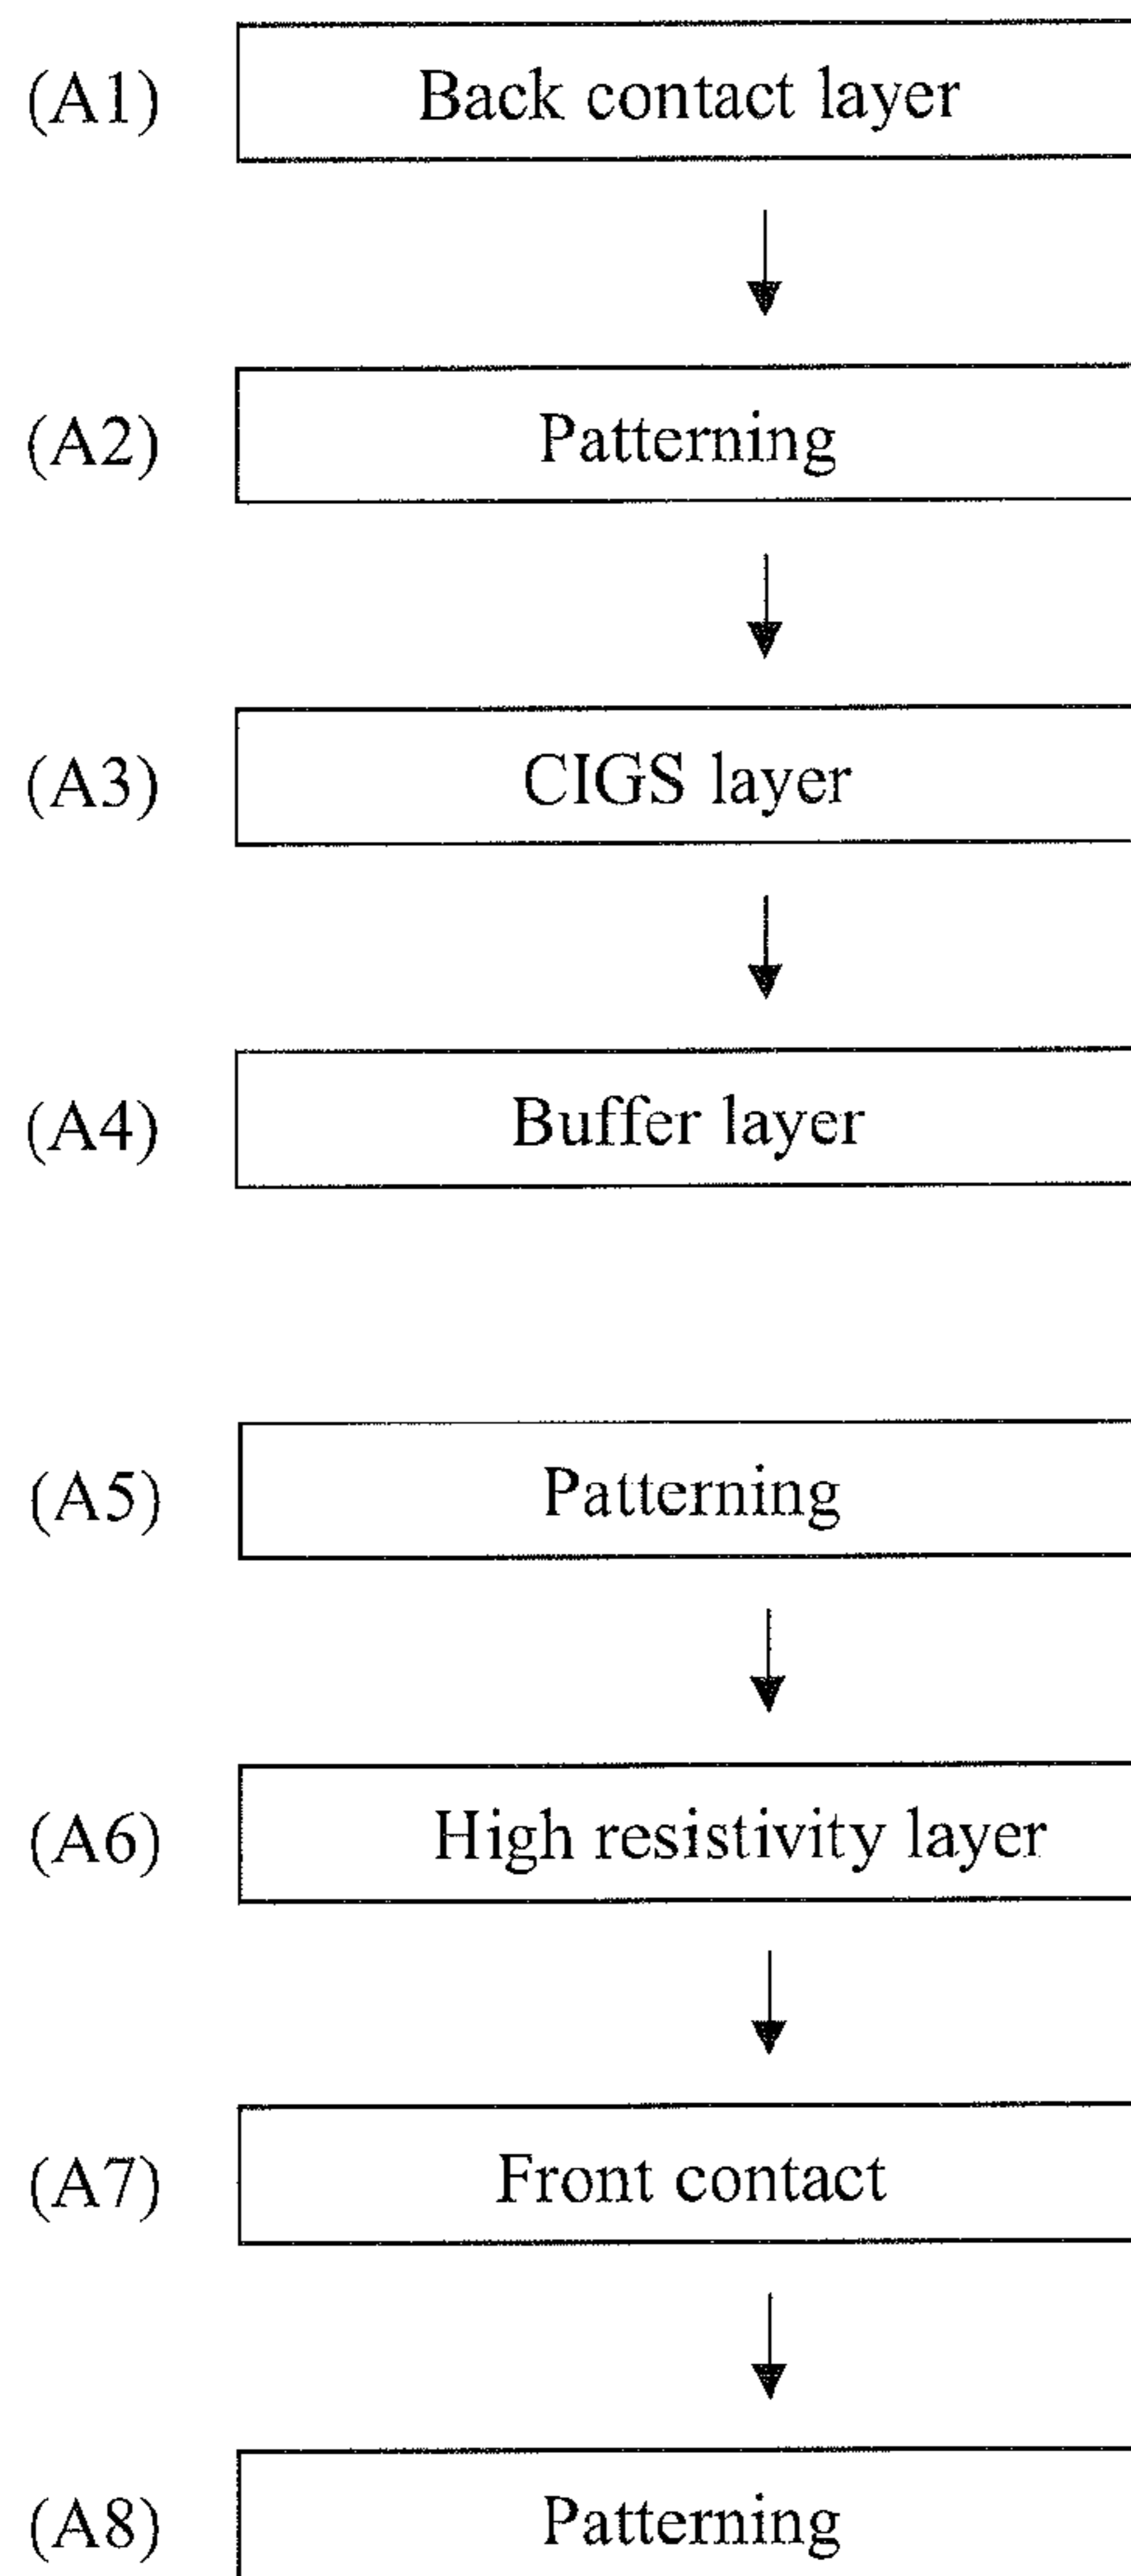 (A1) Back contact layer
(A2) Patterning
(A3) CIGS layer
(A4) Buffer layer
(A5) Patterning
(A6) High resistivity layer
(A7) Front contact
(A8) Patterning